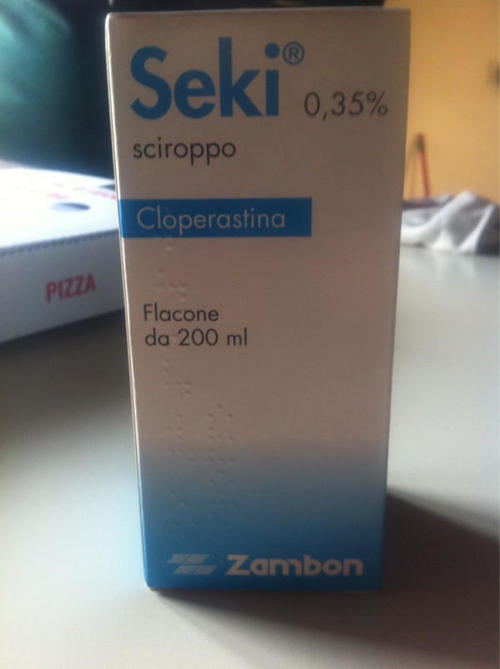 Seki®
0,35%
sciroppo
Cloperastina
PIZZA
Flacone
da 200 ml
Zambon